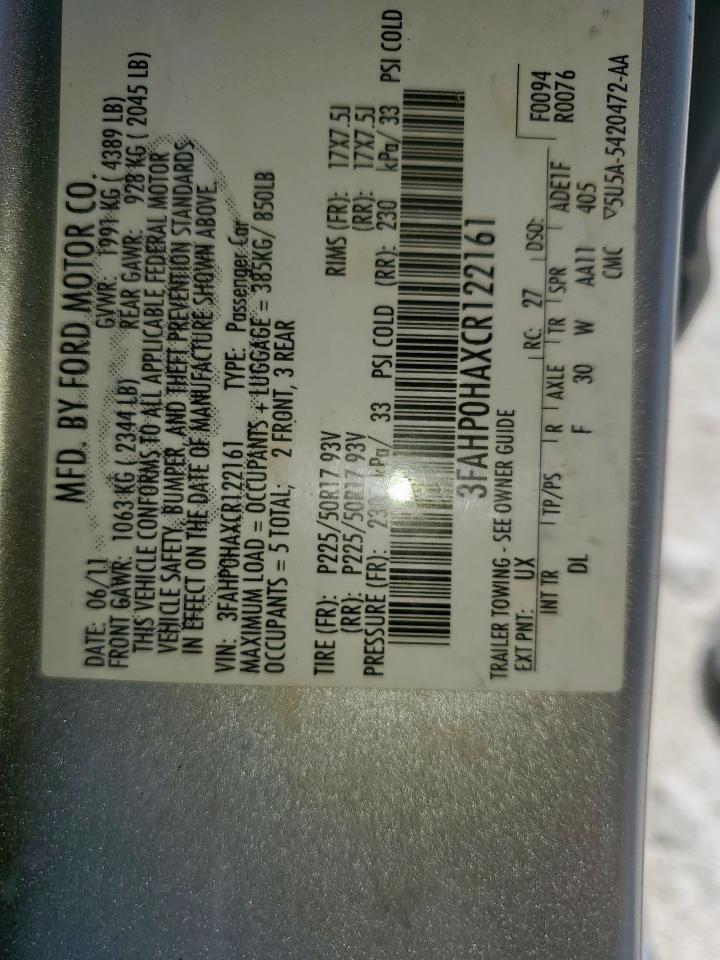 MFD. BY FORD MOTOR CO.
DATE: 06/11 GVWR: 1991 KG ( 4389 LB)
FRONT GAWR: 1063 KG ( 2344 LB) REAR GAWR: 928 KG ( 2045 LB)
THIS VEHICLE CONFORMS TO ALL APPLICABLE FEDERAL MOTOR
VEHICLE SAFETY, BUMPER, AND THEFT PREVENTION STANDARDS
IN EFFECT ON THE DATE OF MANUFACTURE SHOWN ABOVE.
VIN: 3FAHP0HAXCR122161 TYPE: Passenger Car
MAXIMUM LOAD = OCCUPANTS + LUGGAGE = 385KG/ 850LB
OCCUPANTS = 5 TOTAL, 2 FRONT, 3 REAR
TIRE (FR): P225/50R17 93V RIMS (FR): 17X7.5J
(RR): P225/50R17 93V (RR): 17X7.5J
PRESSURE (FR): kPa/ 33 PSI COLD (RR): 230 kPa/ 33 PSI COLD
3FAHP0HAXCR122161
TRAILER TOWING - SEE OWNER GUIDE
EXT PNT: UX RC: 27 DSO: F0094
R0076
INT TR TP/PS R AXLE TR SPR ADE1F
DL F 30 W AA11 405
CMC ▽5U5A-5420472-AA